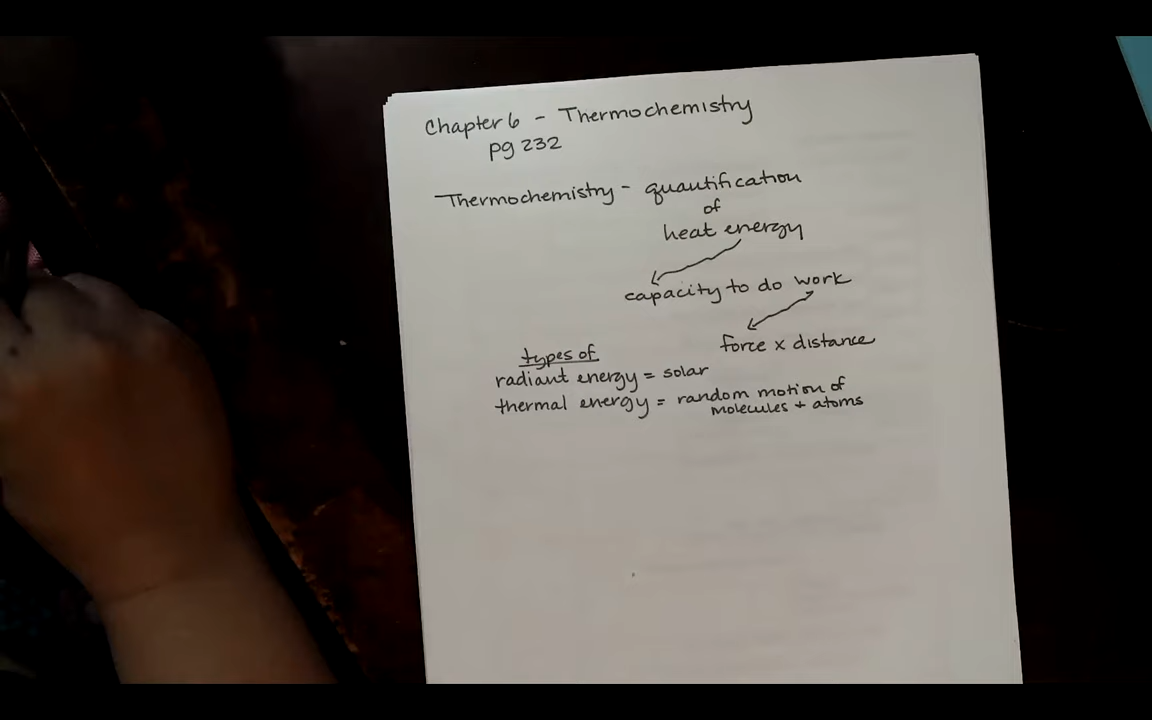 Chapter 6 - Thermochemistry
pg 232
Thermochemistry - quantification
of
heat energy
capacity to do work
force x distance
types of
radiant energy = solar
thermal energy = random motion of
molecules + atoms